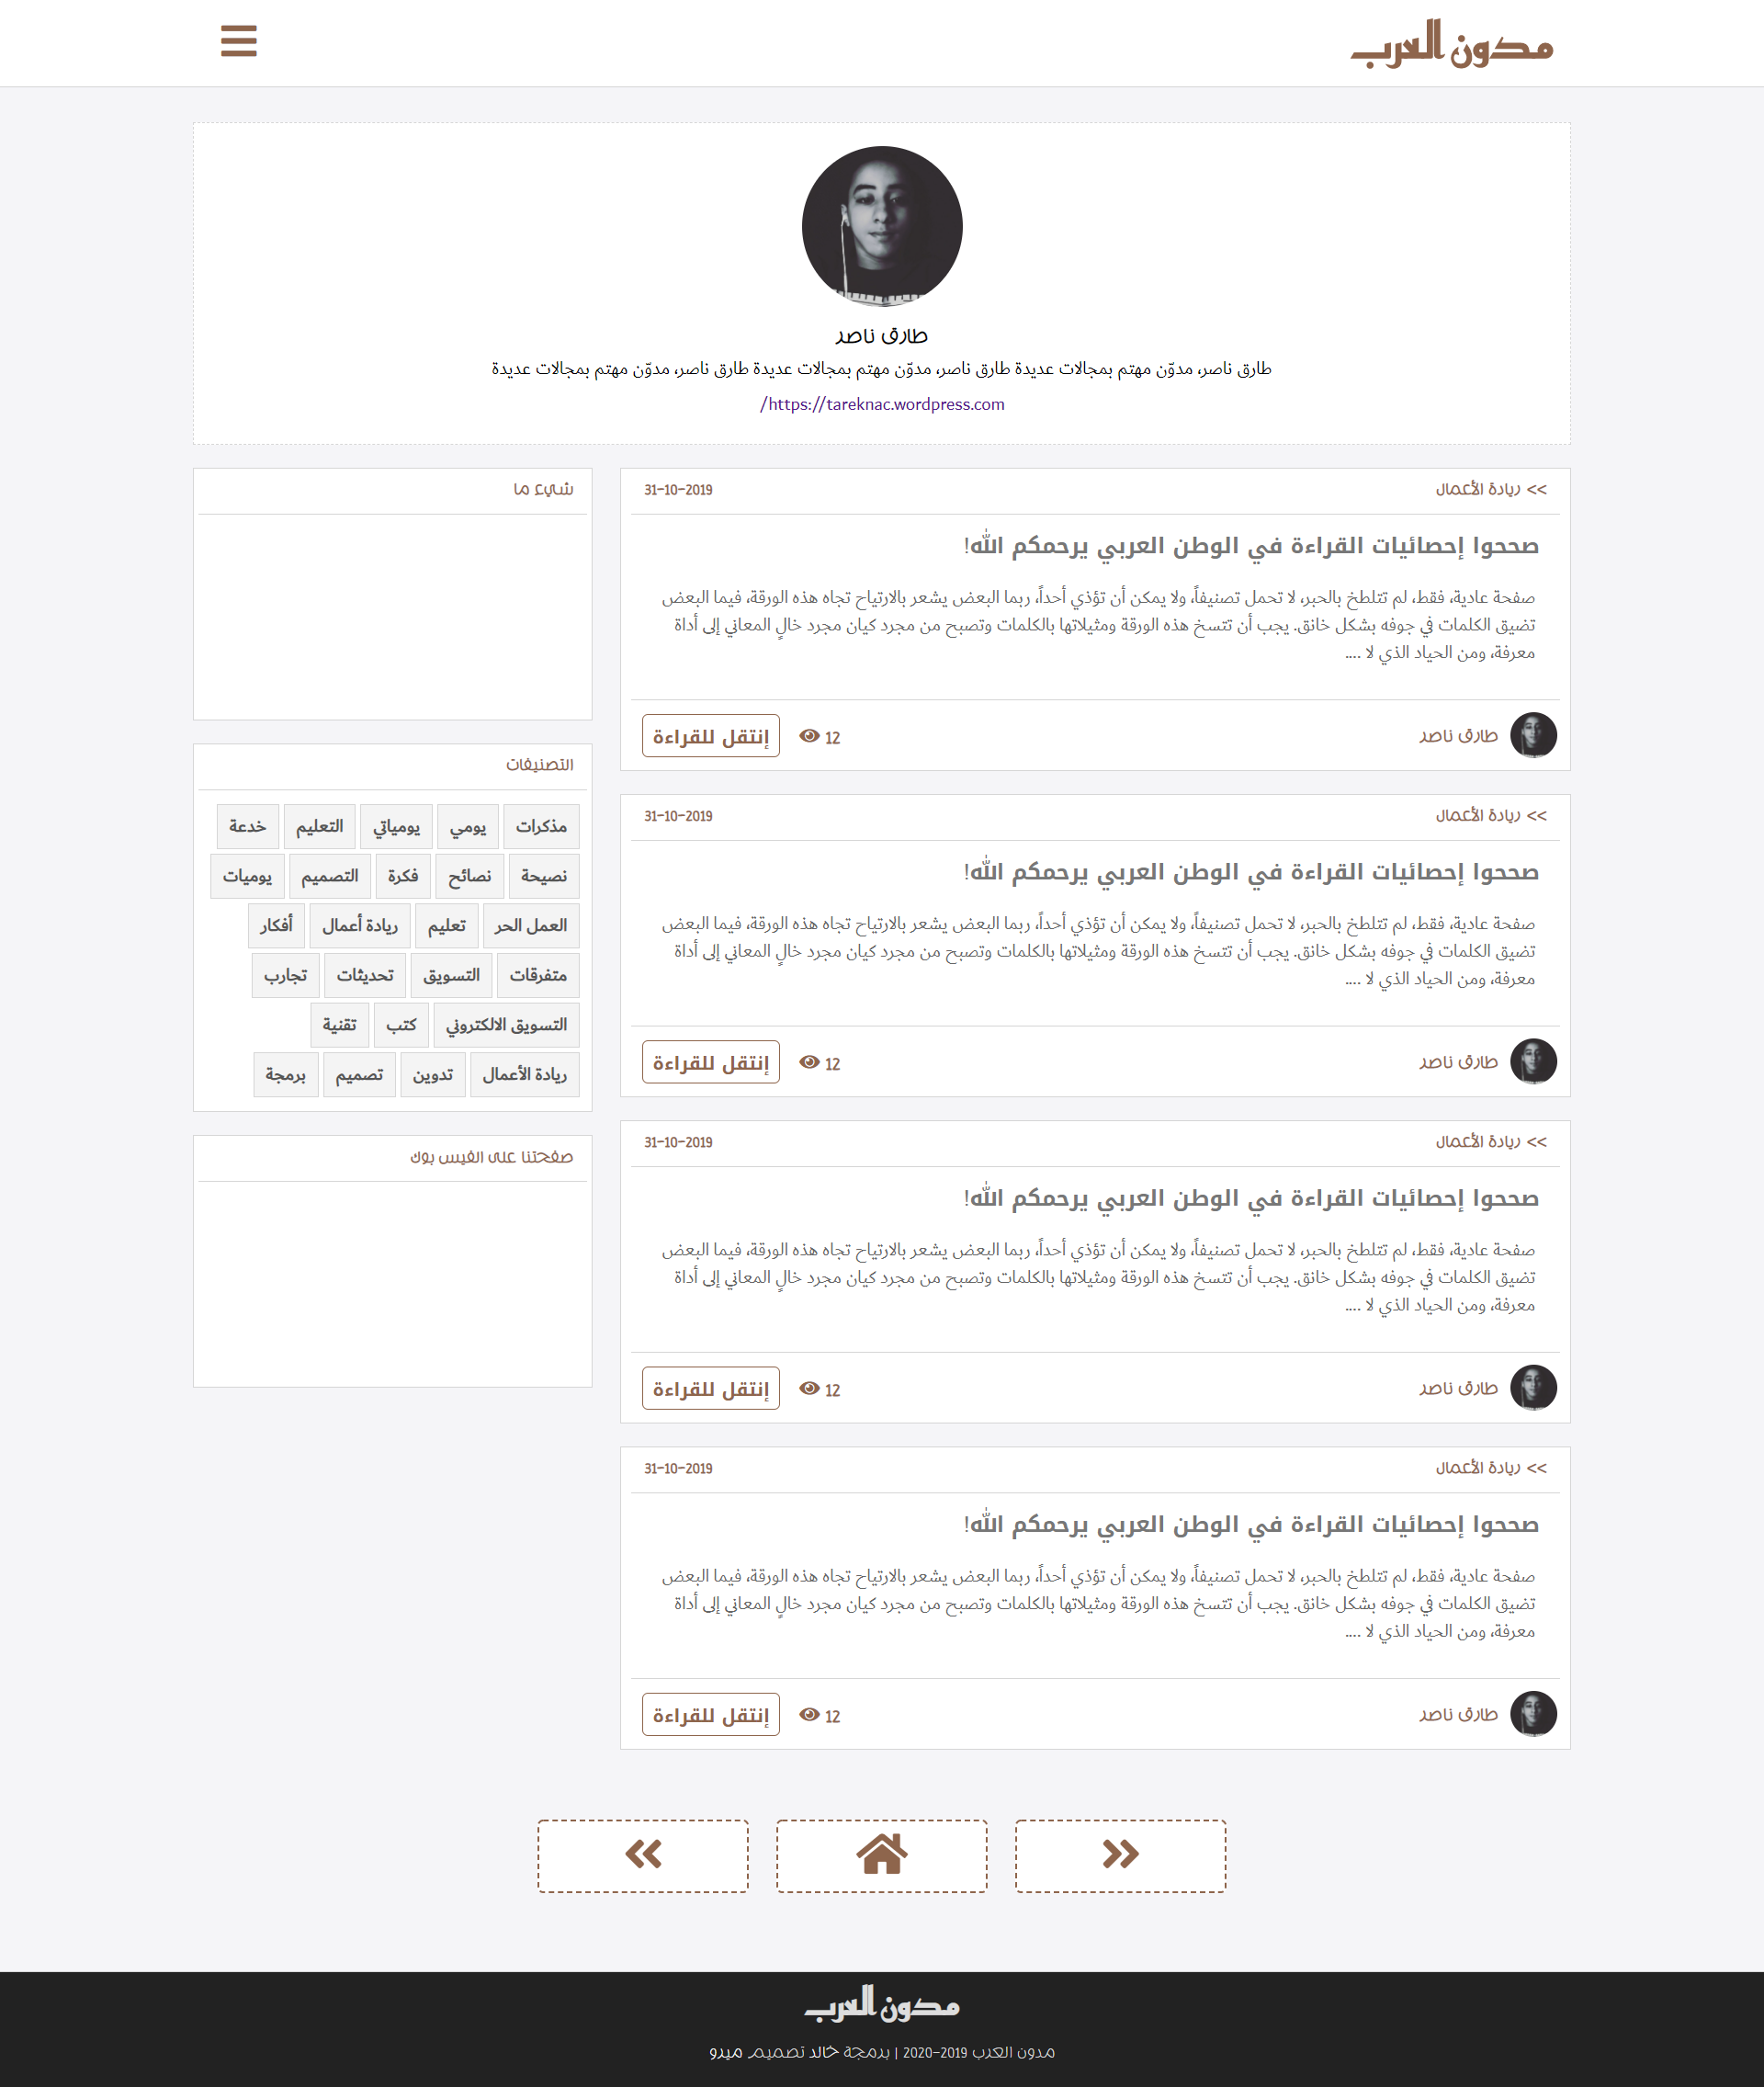 مدون العرب
طارق ناصر
طارق ناصر، مدوّن مهتم بمجالات عديدة طارق ناصر، مدوّن مهتم بمجالات عديدة طارق ناصر، مدوّن مهتم بمجالات عديدة
https://tareknac.wordpress.com/
>> ريادة الأعمال
31-10-2019
صححوا إحصائيات القراءة في الوطن العربي يرحمكم الله!
صفحة عادية، فقط، لم تتلطخ بالحبر، لا تحمل تصنيفاً، ولا يمكن أن تؤذي أحداً، ربما البعض يشعر بالارتياح تجاه هذه الورقة، فيما البعض
تضيق الكلمات في جوفه بشكل خانق. يجب أن تتسخ هذه الورقة ومثيلاتها بالكلمات وتصبح من مجرد كيان مجرد خالٍ المعاني إلى أداة
معرفة، ومن الحياد الذي لا ....
طارق ناصر
12
إنتقل للقراءة
>> ريادة الأعمال
31-10-2019
صححوا إحصائيات القراءة في الوطن العربي يرحمكم الله!
صفحة عادية، فقط، لم تتلطخ بالحبر، لا تحمل تصنيفاً، ولا يمكن أن تؤذي أحداً، ربما البعض يشعر بالارتياح تجاه هذه الورقة، فيما البعض
تضيق الكلمات في جوفه بشكل خانق. يجب أن تتسخ هذه الورقة ومثيلاتها بالكلمات وتصبح من مجرد كيان مجرد خالٍ المعاني إلى أداة
معرفة، ومن الحياد الذي لا ....
طارق ناصر
12
إنتقل للقراءة
>> ريادة الأعمال
31-10-2019
صححوا إحصائيات القراءة في الوطن العربي يرحمكم الله!
صفحة عادية، فقط، لم تتلطخ بالحبر، لا تحمل تصنيفاً، ولا يمكن أن تؤذي أحداً، ربما البعض يشعر بالارتياح تجاه هذه الورقة، فيما البعض
تضيق الكلمات في جوفه بشكل خانق. يجب أن تتسخ هذه الورقة ومثيلاتها بالكلمات وتصبح من مجرد كيان مجرد خالٍ المعاني إلى أداة
معرفة، ومن الحياد الذي لا ....
طارق ناصر
12
إنتقل للقراءة
>> ريادة الأعمال
31-10-2019
صححوا إحصائيات القراءة في الوطن العربي يرحمكم الله!
صفحة عادية، فقط، لم تتلطخ بالحبر، لا تحمل تصنيفاً، ولا يمكن أن تؤذي أحداً، ربما البعض يشعر بالارتياح تجاه هذه الورقة، فيما البعض
تضيق الكلمات في جوفه بشكل خانق. يجب أن تتسخ هذه الورقة ومثيلاتها بالكلمات وتصبح من مجرد كيان مجرد خالٍ المعاني إلى أداة
معرفة، ومن الحياد الذي لا ....
طارق ناصر
12
إنتقل للقراءة
شيء ما
التصنيفات
مذكرات يومي يومياتي التعليم خدعة
نصيحة نصائح فكرة التصميم يوميات
العمل الحر تعليم ريادة أعمال أفكار
متفرقات التسويق تحديثات تجارب
التسويق الالكتروني كتب تقنية
ريادة الأعمال تدوين تصميم برمجة
صفحتنا على الفيس بوك
مدون العرب
مدون العرب 2019-2020 | برمجة خالد تصميم ميرو